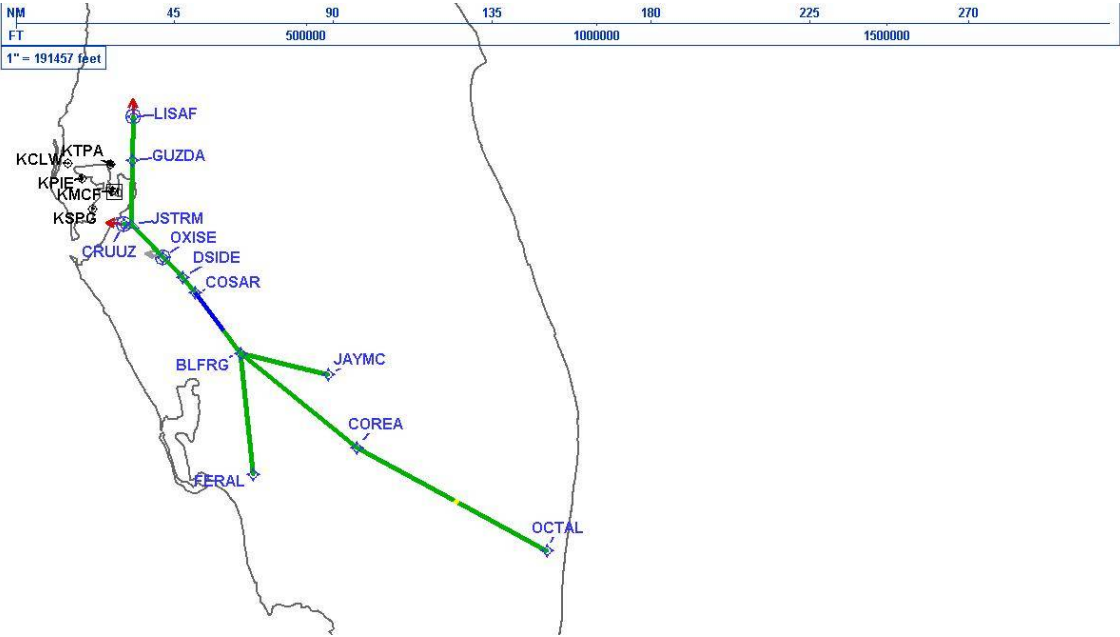 NM 45 90 135 180 225 270
FT 500000 1000000 1500000
1" = 191457 feet
LISAF
KTPA
GUZDA
KCLW
KPIE
KMCF
KSPG
JSTRM
OXISE
CRUUZ
DSIDE
COSAR
BLFRG
JAYMC
COREA
FERAL
OCTAL